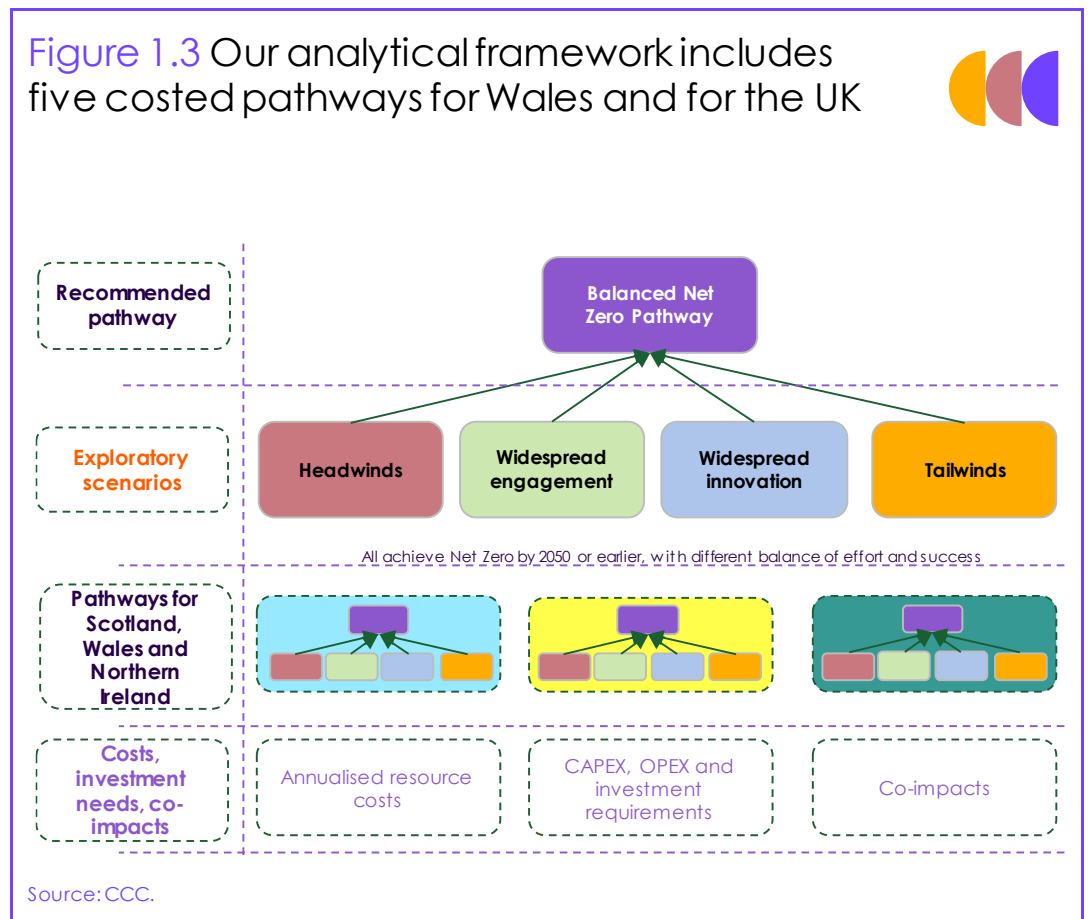 Figure 1.3 Our analytical framework includes
five costed pathways for Wales and for the UK
Recommended
pathway
Balanced Net
Zero Pathway
Exploratory
scenarios
Headwinds
Widespread
engagement
Widespread
innovation
Tailwinds
All achieve Net Zero by 2050 or earlier, with different balance of effort and success
Pathways for
Scotland,
Wales and
Northern
Ireland
Costs,
investment
needs, co-
impacts
Annualised resource
costs
CAPEX, OPEX and
investment
requirements
Co-impacts
Source: CCC.